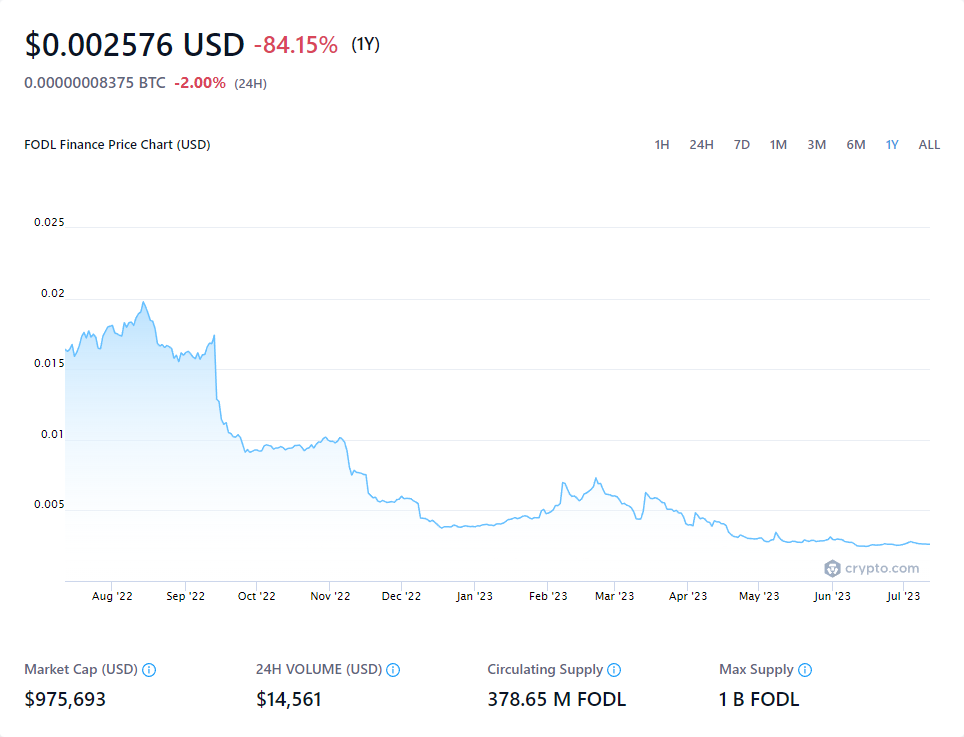 $0.002576 USD -84.15% (1Y)
0.00000008375 BTC -2.00% (24H)
FODL Finance Price Chart (USD) 1H 24H 7D 1M 3M 6M 1Y ALL
0.025
0.02
0.015
0.01
0.005
crypto.com
Aug '22 Sep '22 Oct '22 Nov '22 Dec '22 Jan '23 Feb '23 Mar '23 Apr '23 May '23 Jun '23 Jul '23
Market Cap (USD) 24H VOLUME (USD) Circulating Supply Max Supply
$975,693 $14,561 378.65 M FODL 1 B FODL